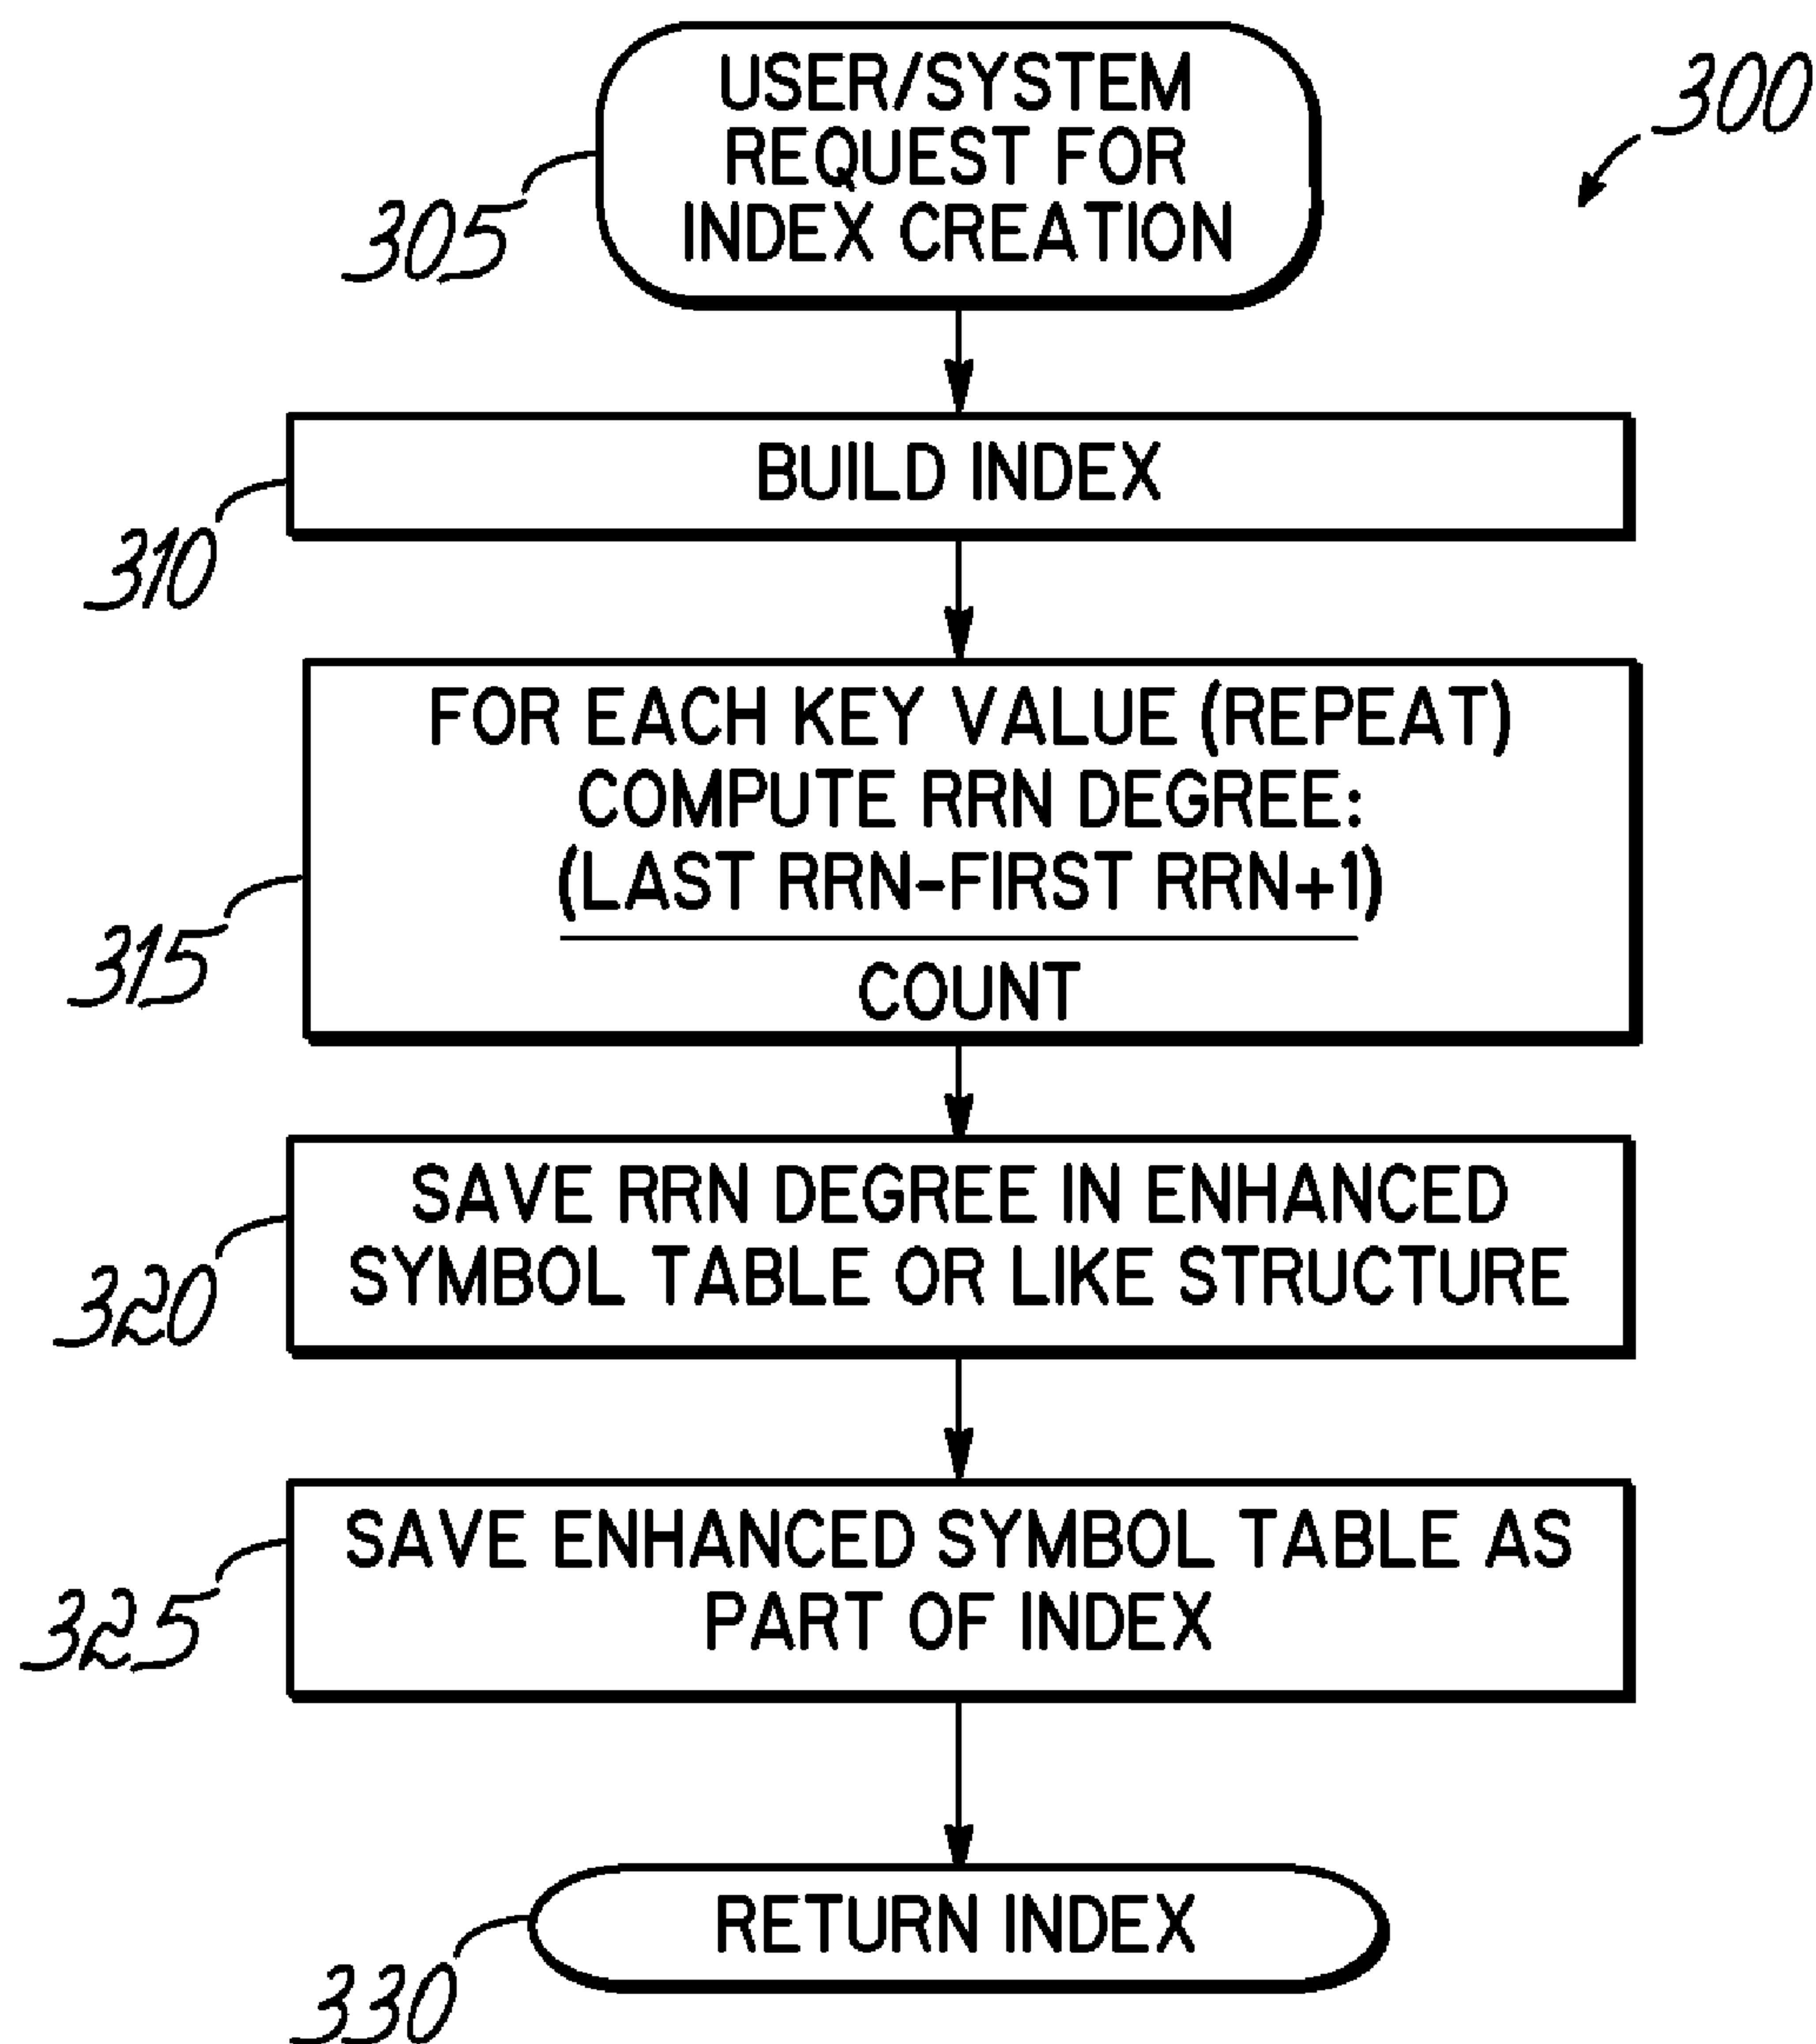 USER/SYSTEM
REQUEST FOR
INDEX CREATION
300
305
BUILD INDEX
310
FOR EACH KEY VALUE (REPEAT)
COMPUTE RRN DEGREE:
(LAST RRN-FIRST RRN+1)
COUNT
315
SAVE RRN DEGREE IN ENHANCED
SYMBOL TABLE OR LIKE STRUCTURE
320
SAVE ENHANCED SYMBOL TABLE AS
PART OF INDEX
325
RETURN INDEX
330